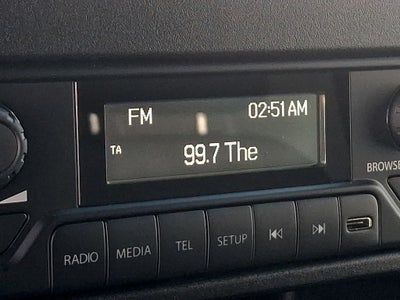 FM 02:51AM
TA 99.7 The
BROWSE
RADIO MEDIA TEL SETUP